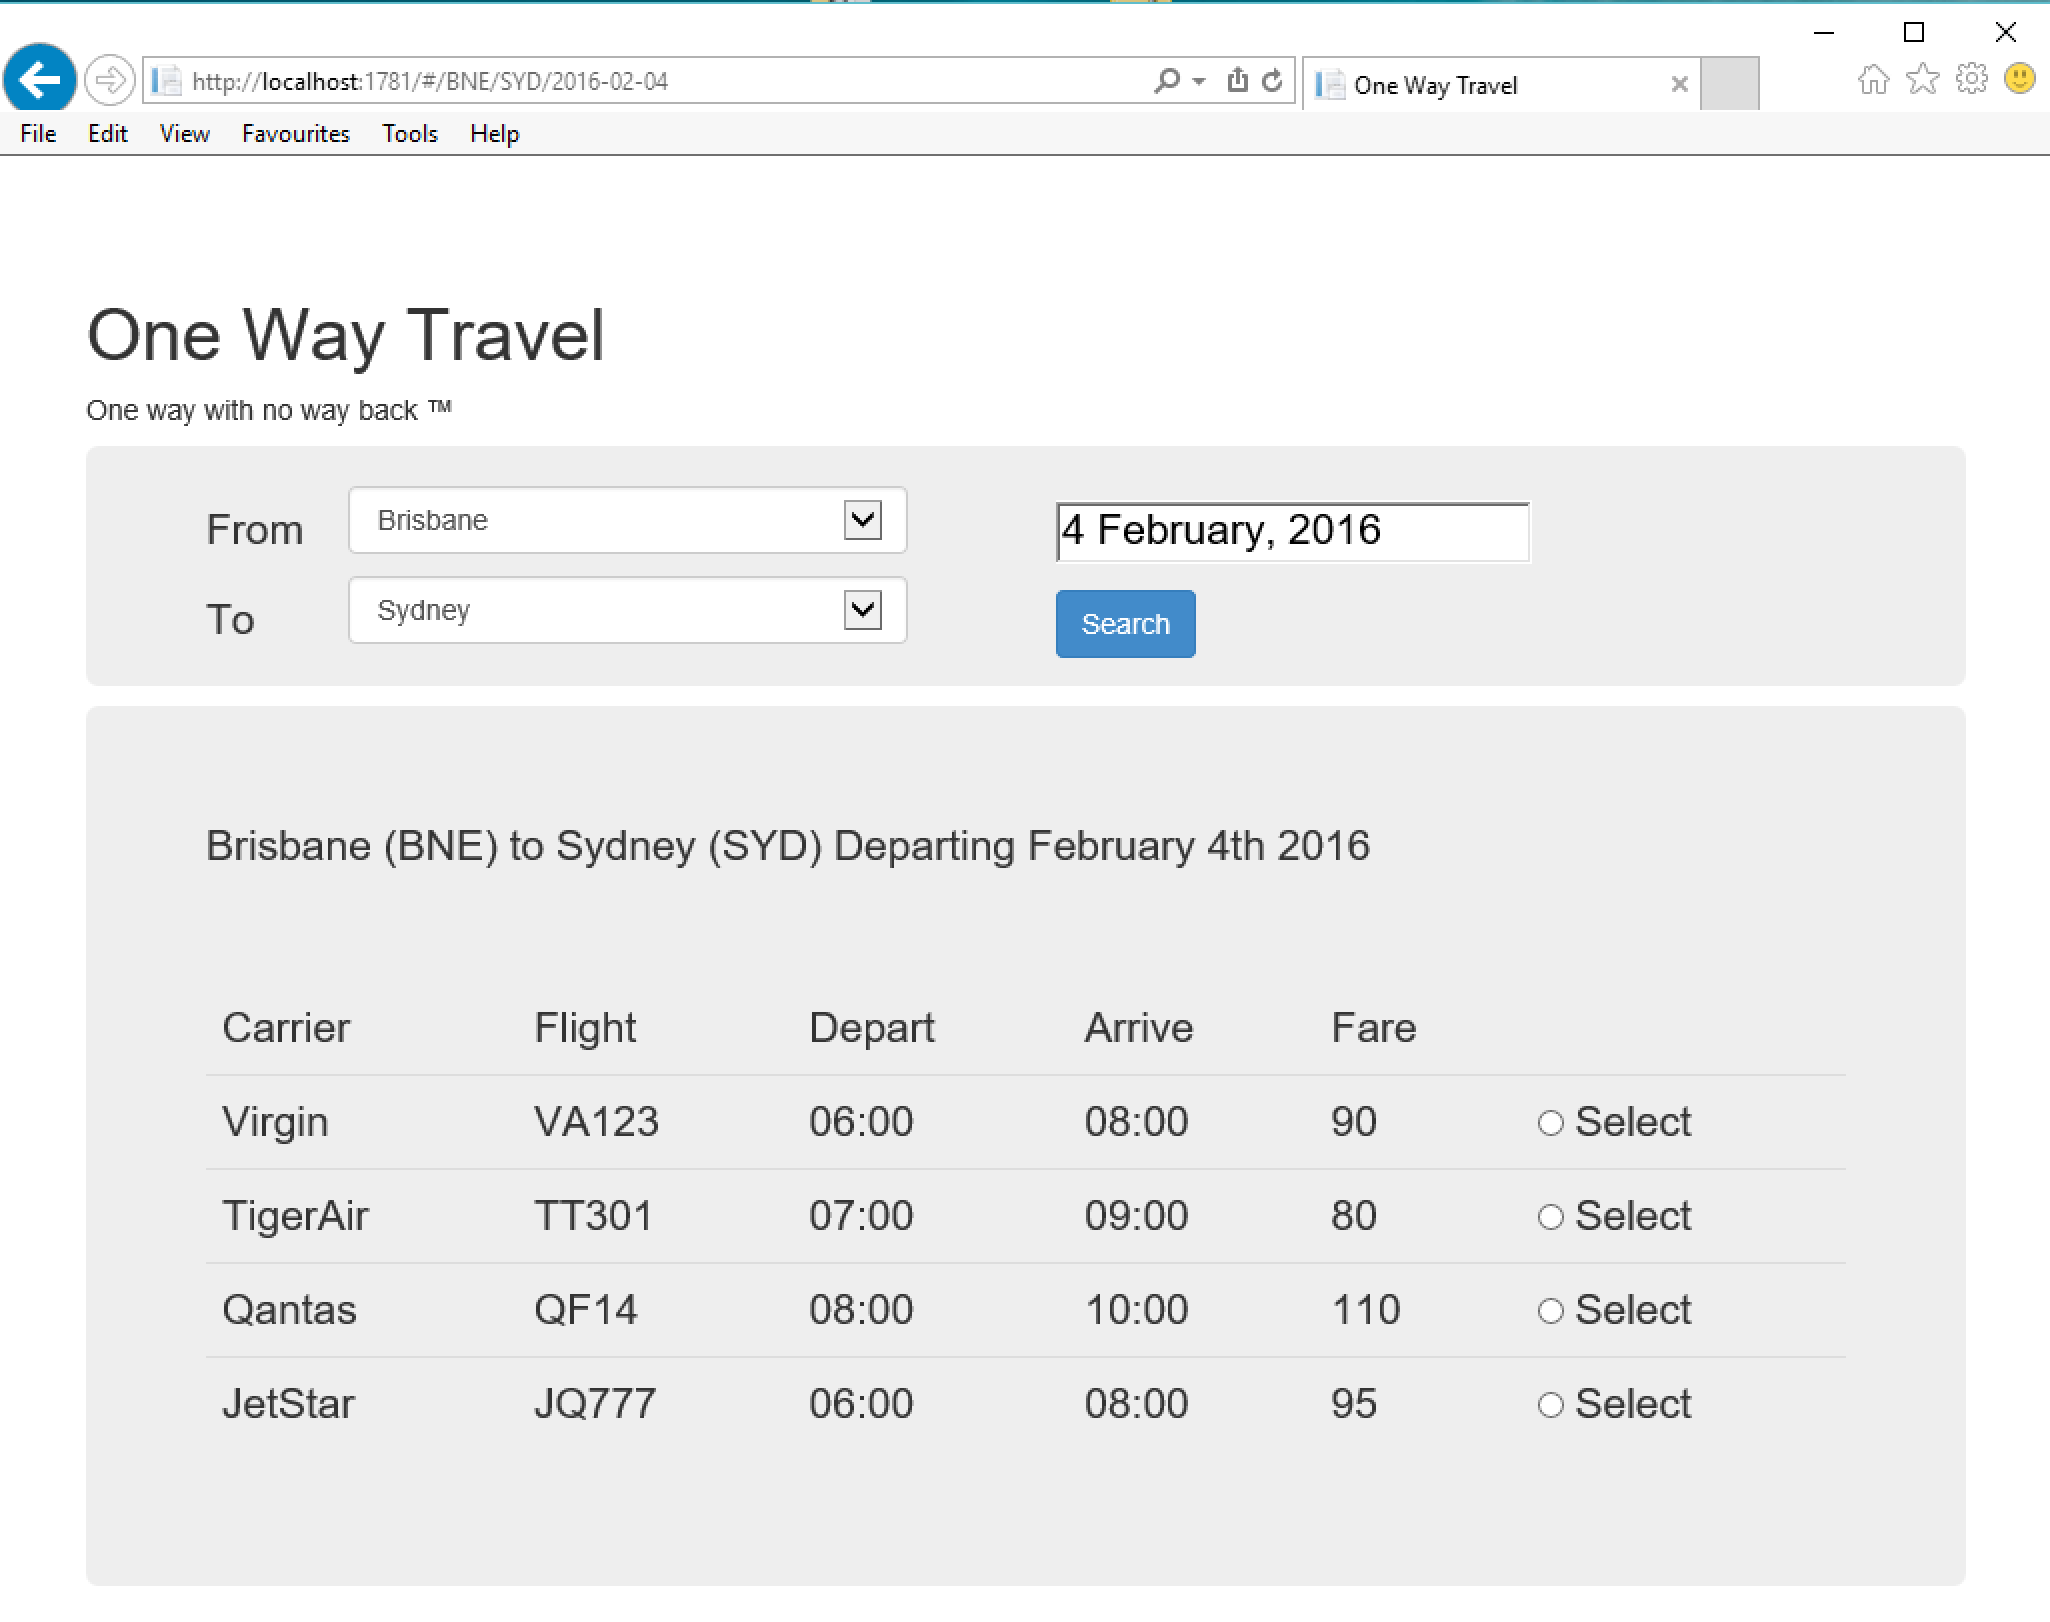 http://localhost:1781/#/BNE/SYD/2016-02-04
One Way Travel
File Edit View Favourites Tools Help
One Way Travel
One way with no way back ™
From Brisbane 4 February, 2016
To Sydney Search
Brisbane (BNE) to Sydney (SYD) Departing February 4th 2016
Carrier Flight Depart Arrive Fare
Virgin VA123 06:00 08:00 90 Select
TigerAir TT301 07:00 09:00 80 Select
Qantas QF14 08:00 10:00 110 Select
JetStar JQ777 06:00 08:00 95 Select